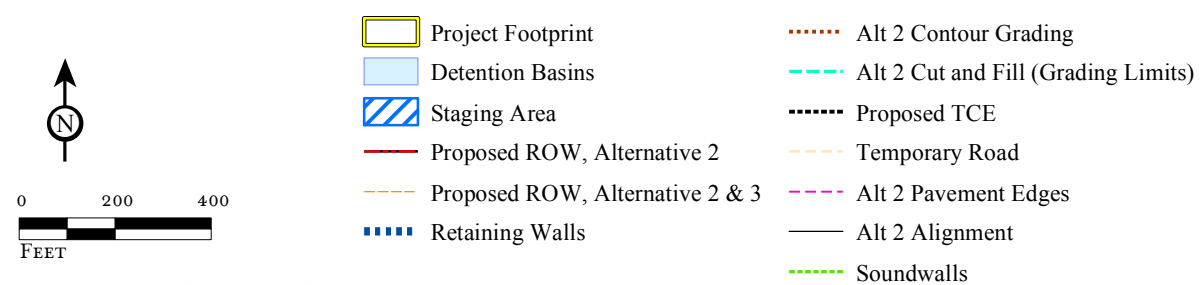 N
0 200 400
FEET
Project Footprint
Detention Basins
Staging Area
Proposed ROW, Alternative 2
Proposed ROW, Alternative 2 & 3
Retaining Walls
Alt 2 Contour Grading
Alt 2 Cut and Fill (Grading Limits)
Proposed TCE
Temporary Road
Alt 2 Pavement Edges
Alt 2 Alignment
Soundwalls